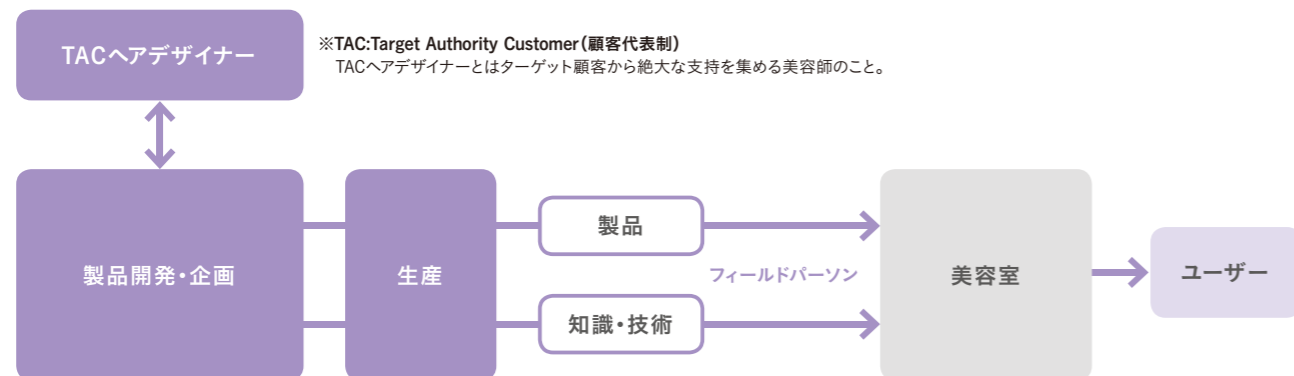 TACヘアデザイナー
※TAC:Target Authority Customer(顧客代表制)
TACヘアデザイナーとはターゲット顧客から絶大な支持を集める美容師のこと。
製品開発・企画
生産
製品
フィールドパーソン
知識・技術
美容室
ユーザー